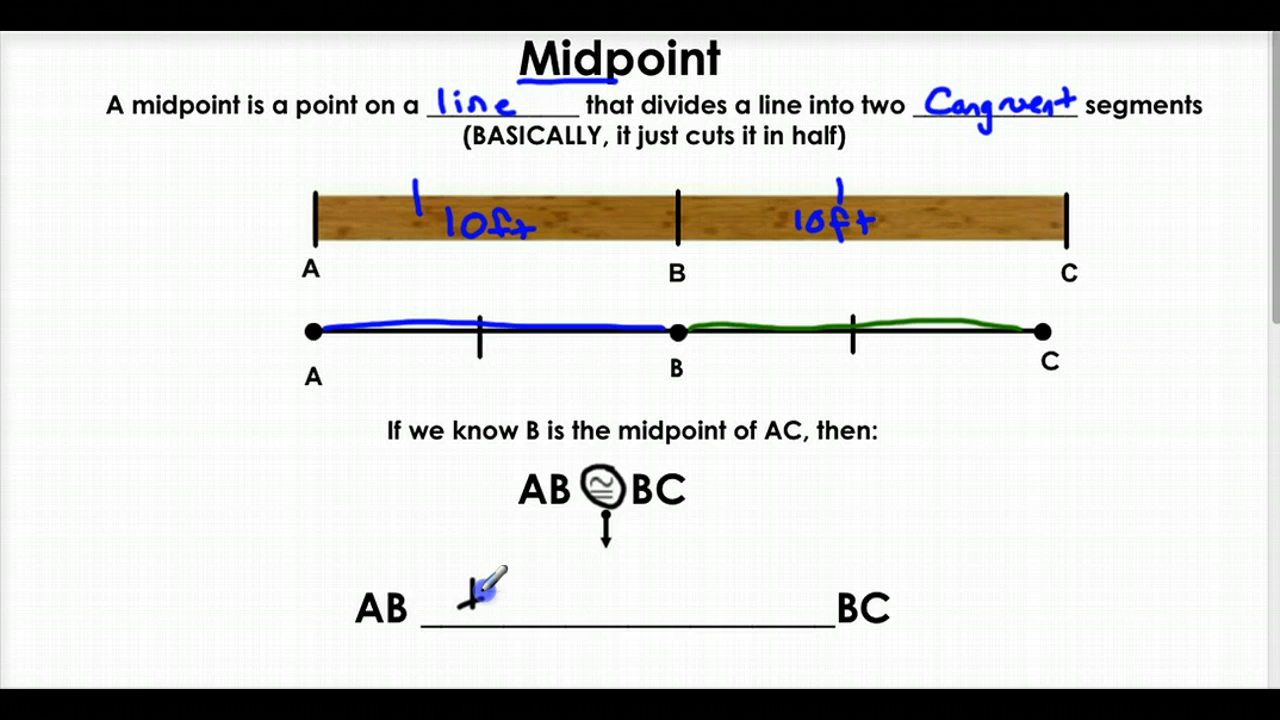 Midpoint
A midpoint is a point on a line that divides a line into two Congruent segments
(BASICALLY, it just cuts it in half)
10ft 10ft
A B C
A B C
If we know B is the midpoint of AC, then:
AB ≅ BC
AB ____________________ BC